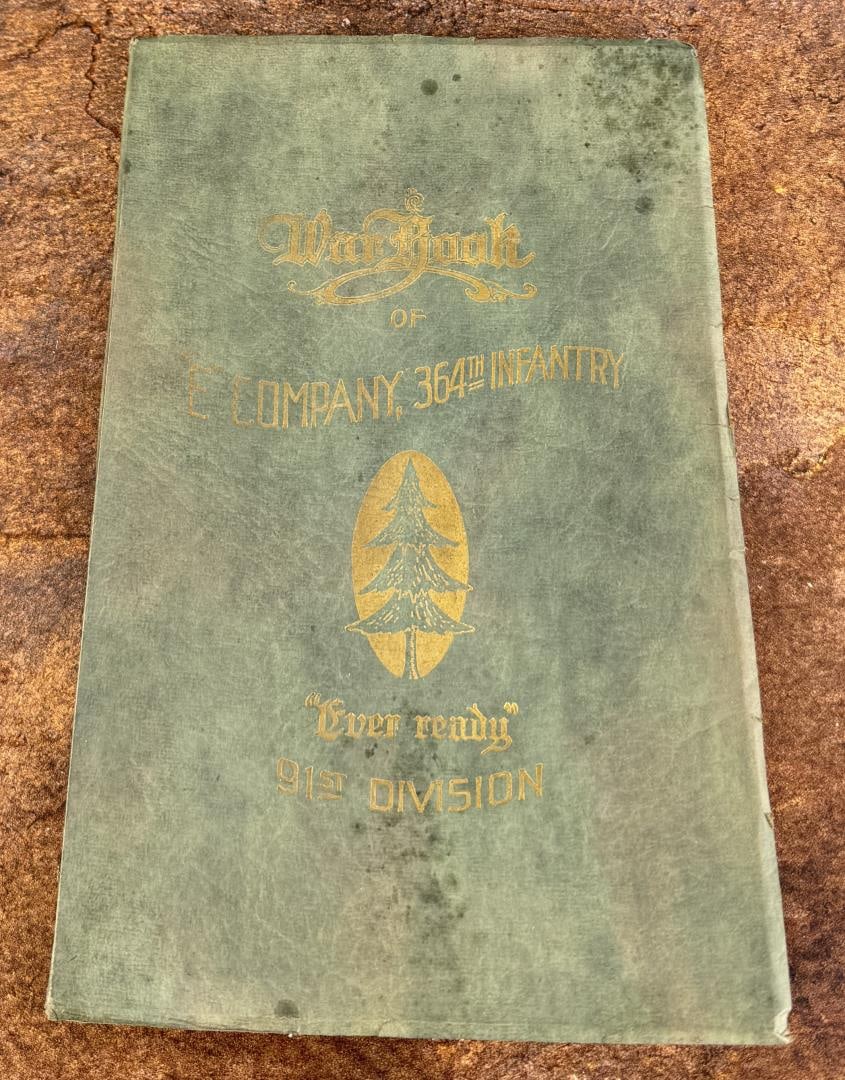 War Book
OF
"E" COMPANY, 364TH INFANTRY
"Ever ready"
91ST DIVISION